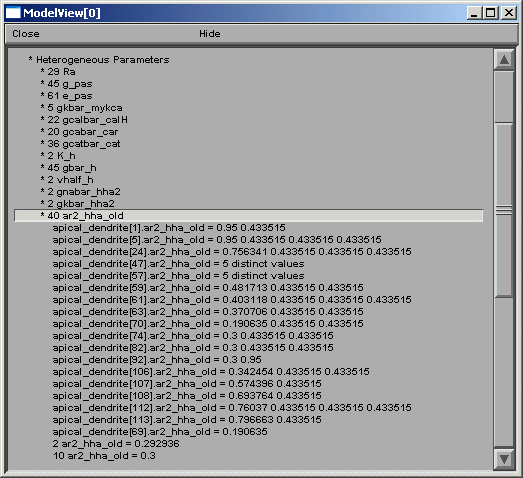 ModelView[0]
Close Hide
* Heterogeneous Parameters
* 29 Ra
* 45 g_pas
* 61 e_pas
* 5 gkbar_mykca
* 22 gcalbar_calH
* 20 gcabar_car
* 36 gcatbar_cat
* 2 K_h
* 45 gbar_h
* 2 vhalf_h
* 2 gnabar_hha2
* 2 gkbar_hha2
* 40 ar2_hha_old
apical_dendrite[1].ar2_hha_old = 0.95 0.433515
apical_dendrite[5].ar2_hha_old = 0.95 0.433515 0.433515 0.433515
apical_dendrite[24].ar2_hha_old = 0.756341 0.433515 0.433515 0.433515
apical_dendrite[47].ar2_hha_old = 5 distinct values
apical_dendrite[57].ar2_hha_old = 5 distinct values
apical_dendrite[59].ar2_hha_old = 0.481713 0.433515 0.433515
apical_dendrite[61].ar2_hha_old = 0.403118 0.433515 0.433515 0.433515
apical_dendrite[63].ar2_hha_old = 0.370706 0.433515 0.433515
apical_dendrite[70].ar2_hha_old = 0.190635 0.433515 0.433515
apical_dendrite[74].ar2_hha_old = 0.3 0.433515 0.433515
apical_dendrite[82].ar2_hha_old = 0.3 0.433515 0.433515
apical_dendrite[92].ar2_hha_old = 0.3 0.95
apical_dendrite[106].ar2_hha_old = 0.342454 0.433515 0.433515
apical_dendrite[107].ar2_hha_old = 0.574396 0.433515
apical_dendrite[108].ar2_hha_old = 0.693764 0.433515
apical_dendrite[112].ar2_hha_old = 0.76037 0.433515 0.433515 0.433515
apical_dendrite[113].ar2_hha_old = 0.796663 0.433515
apical_dendrite[69].ar2_hha_old = 0.190635
2 ar2_hha_old = 0.292936
10 ar2_hha_old = 0.3